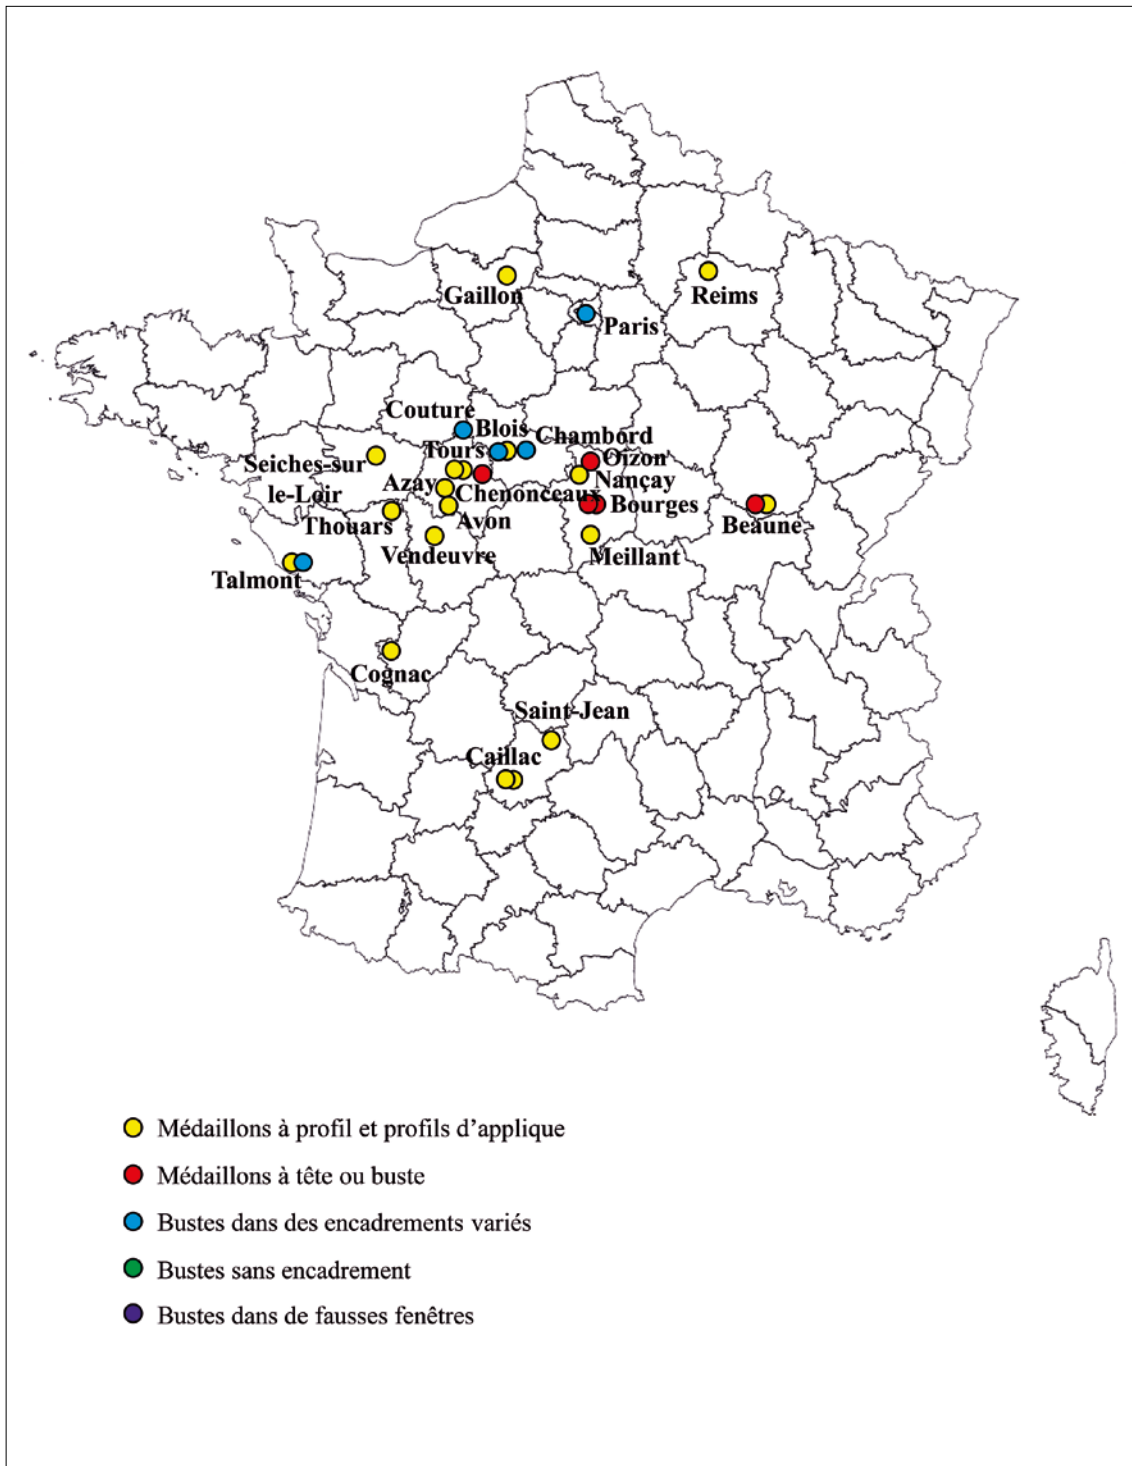 Gaillon
Reims
Paris
Couture
Blois
Chambord
Tours
Oizon
Seiches-sur
le-Loir
Azay
Nançay
Chenonceaux
Bourges
Thouars
Avon
Beaune
Vendeuvre
Meillant
Talmont
Cognac
Saint-Jean
Caillac
Médaillons à profil et profils d'applique
Médaillons à tête ou buste
Bustes dans des encadrements variés
Bustes sans encadrement
Bustes dans de fausses fenêtres